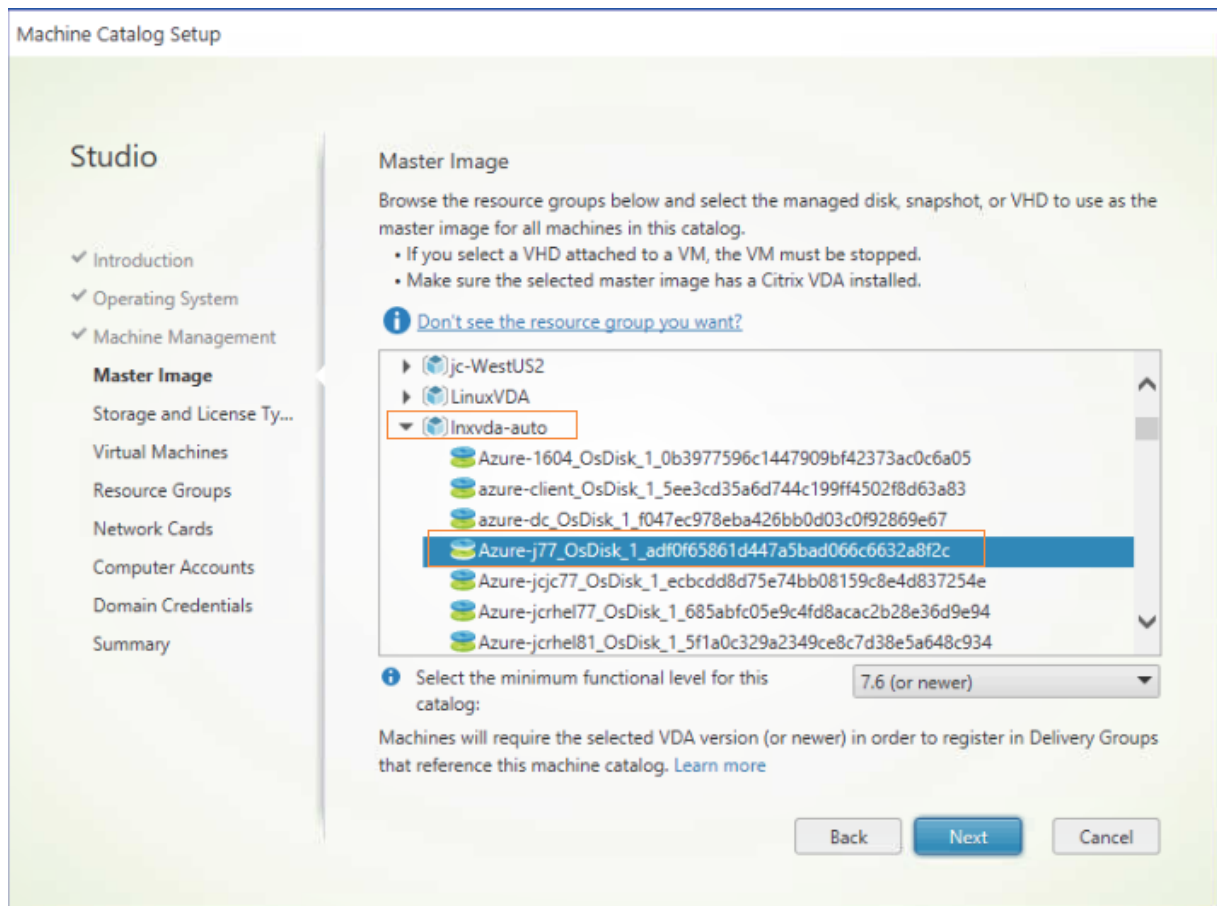 Machine Catalog Setup
Studio
Introduction
Operating System
Machine Management
Master Image
Storage and License Ty...
Virtual Machines
Resource Groups
Network Cards
Computer Accounts
Domain Credentials
Summary
Master Image
Browse the resource groups below and select the managed disk, snapshot, or VHD to use as the
master image for all machines in this catalog.
• If you select a VHD attached to a VM, the VM must be stopped.
• Make sure the selected master image has a Citrix VDA installed.
Don't see the resource group you want?
jc-WestUS2
LinuxVDA
lnxvda-auto
Azure-1604_OsDisk_1_0b3977596c1447909bf42373ac0c6a05
azure-client_OsDisk_1_5ee3cd35a6d744c199ff4502f8d63a83
azure-dc_OsDisk_1_f047ec978eba426bb0d03c0f92869e67
Azure-j77_OsDisk_1_adf0f65861d447a5bad066c6632a8f2c
Azure-jcjc77_OsDisk_1_ecbcdd8d75e74bb08159c8e4d837254e
Azure-jcrhel77_OsDisk_1_685abfc05e9c4fd8acac2b28e36d9e94
Azure-jcrhel81_OsDisk_1_5f1a0c329a2349ce8c7d38e5a648c934
Select the minimum functional level for this
catalog:
7.6 (or newer)
Machines will require the selected VDA version (or newer) in order to register in Delivery Groups
that reference this machine catalog. Learn more
Back
Next
Cancel